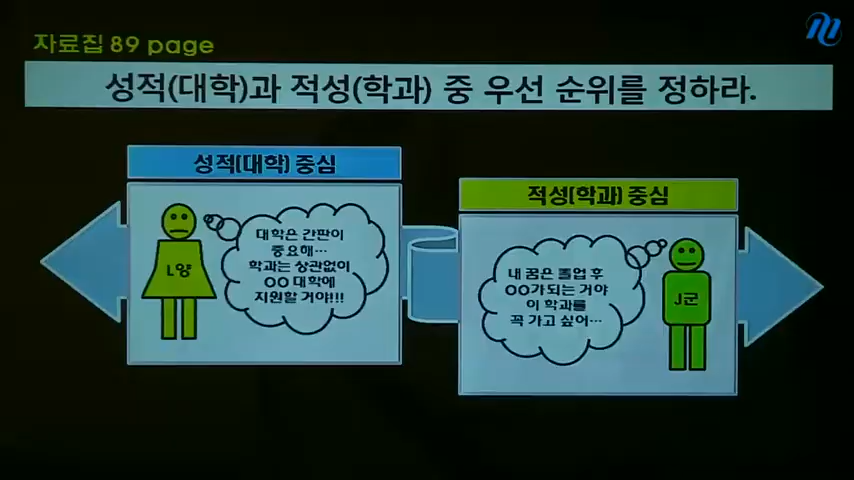 자료집 89 page
성적(대학)과 적성(학과) 중 우선 순위를 정하라.
성적(대학) 중심
대학은 간판이
중요해…
학과는 상관없이
OO 대학에
지원할 거야!!!
L양
적성(학과) 중심
내 꿈은 졸업 후
OO가되는 거야
이 학과를
꼭 가고 싶어…
J군